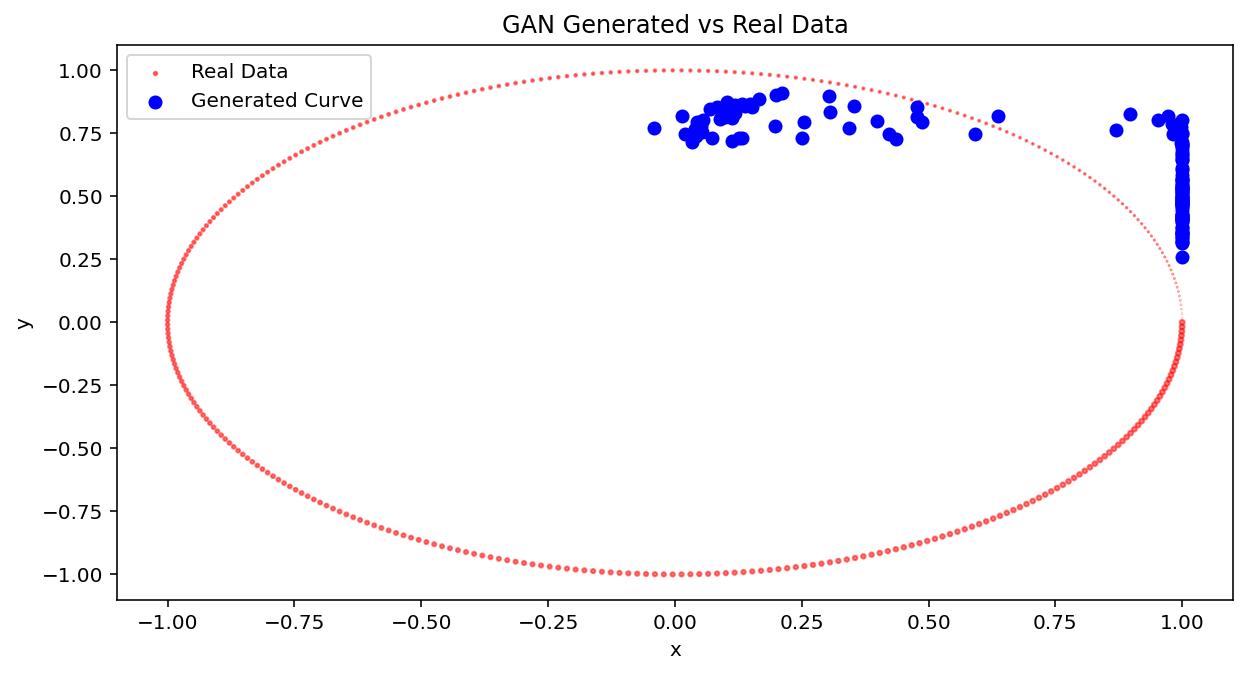 GAN Generated vs Real Data
Real Data
Generated Curve
1.00
0.75
0.50
0.25
0.00
−0.25
−0.50
−0.75
−1.00
y
−1.00 −0.75 −0.50 −0.25 0.00 0.25 0.50 0.75 1.00
x